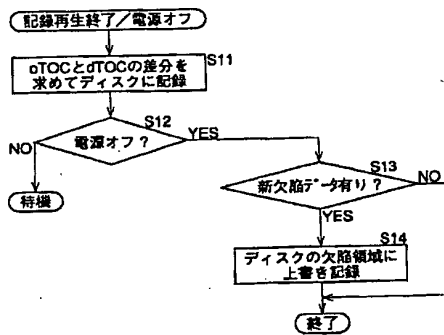 記録再生終了/電源オフ
S11
oTOCとdTOCの差分を
求めてディスクに記録
S12
電源オフ?
NO
YES
待機
S13
新欠陥データ有り?
NO
YES
S14
ディスクの欠陥領域に
上書き記録
終了